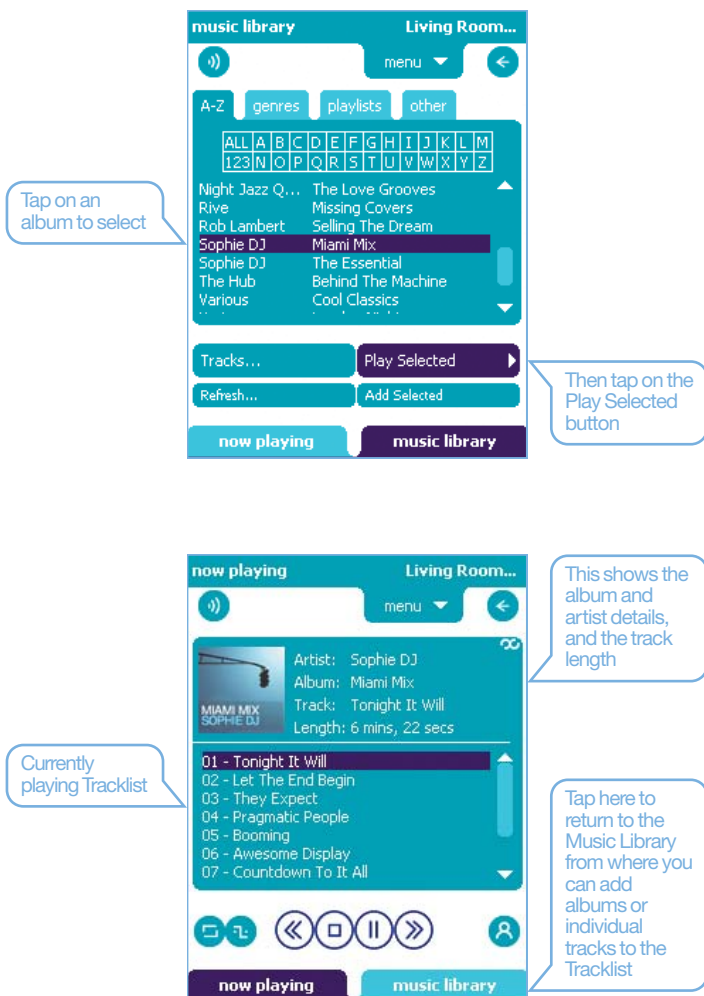 music library Living Room...
menu
A-Z genres playlists other
ALL A B C D E F G H I J K L M
123 N O P Q R S T U V W X Y Z
Night Jazz Q... The Love Grooves
Rive Missing Covers
Rob Lambert Selling The Dream
Sophie DJ Miami Mix
Sophie DJ The Essential
The Hub Behind The Machine
Various Cool Classics
Tracks... Play Selected
Refresh... Add Selected
now playing music library
Tap on an
album to select
Then tap on the
Play Selected
button
now playing Living Room...
menu
Artist: Sophie DJ
Album: Miami Mix
Track: Tonight It Will
Length: 6 mins, 22 secs
MIAMI MIX
SOPHIE DJ
01 - Tonight It Will
02 - Let The End Begin
03 - They Expect
04 - Pragmatic People
05 - Booming
06 - Awesome Display
07 - Countdown To It All
now playing music library
This shows the
album and
artist details,
and the track
length
Currently
playing Tracklist
Tap here to
return to the
Music Library
from where you
can add
albums or
individual
tracks to the
Tracklist